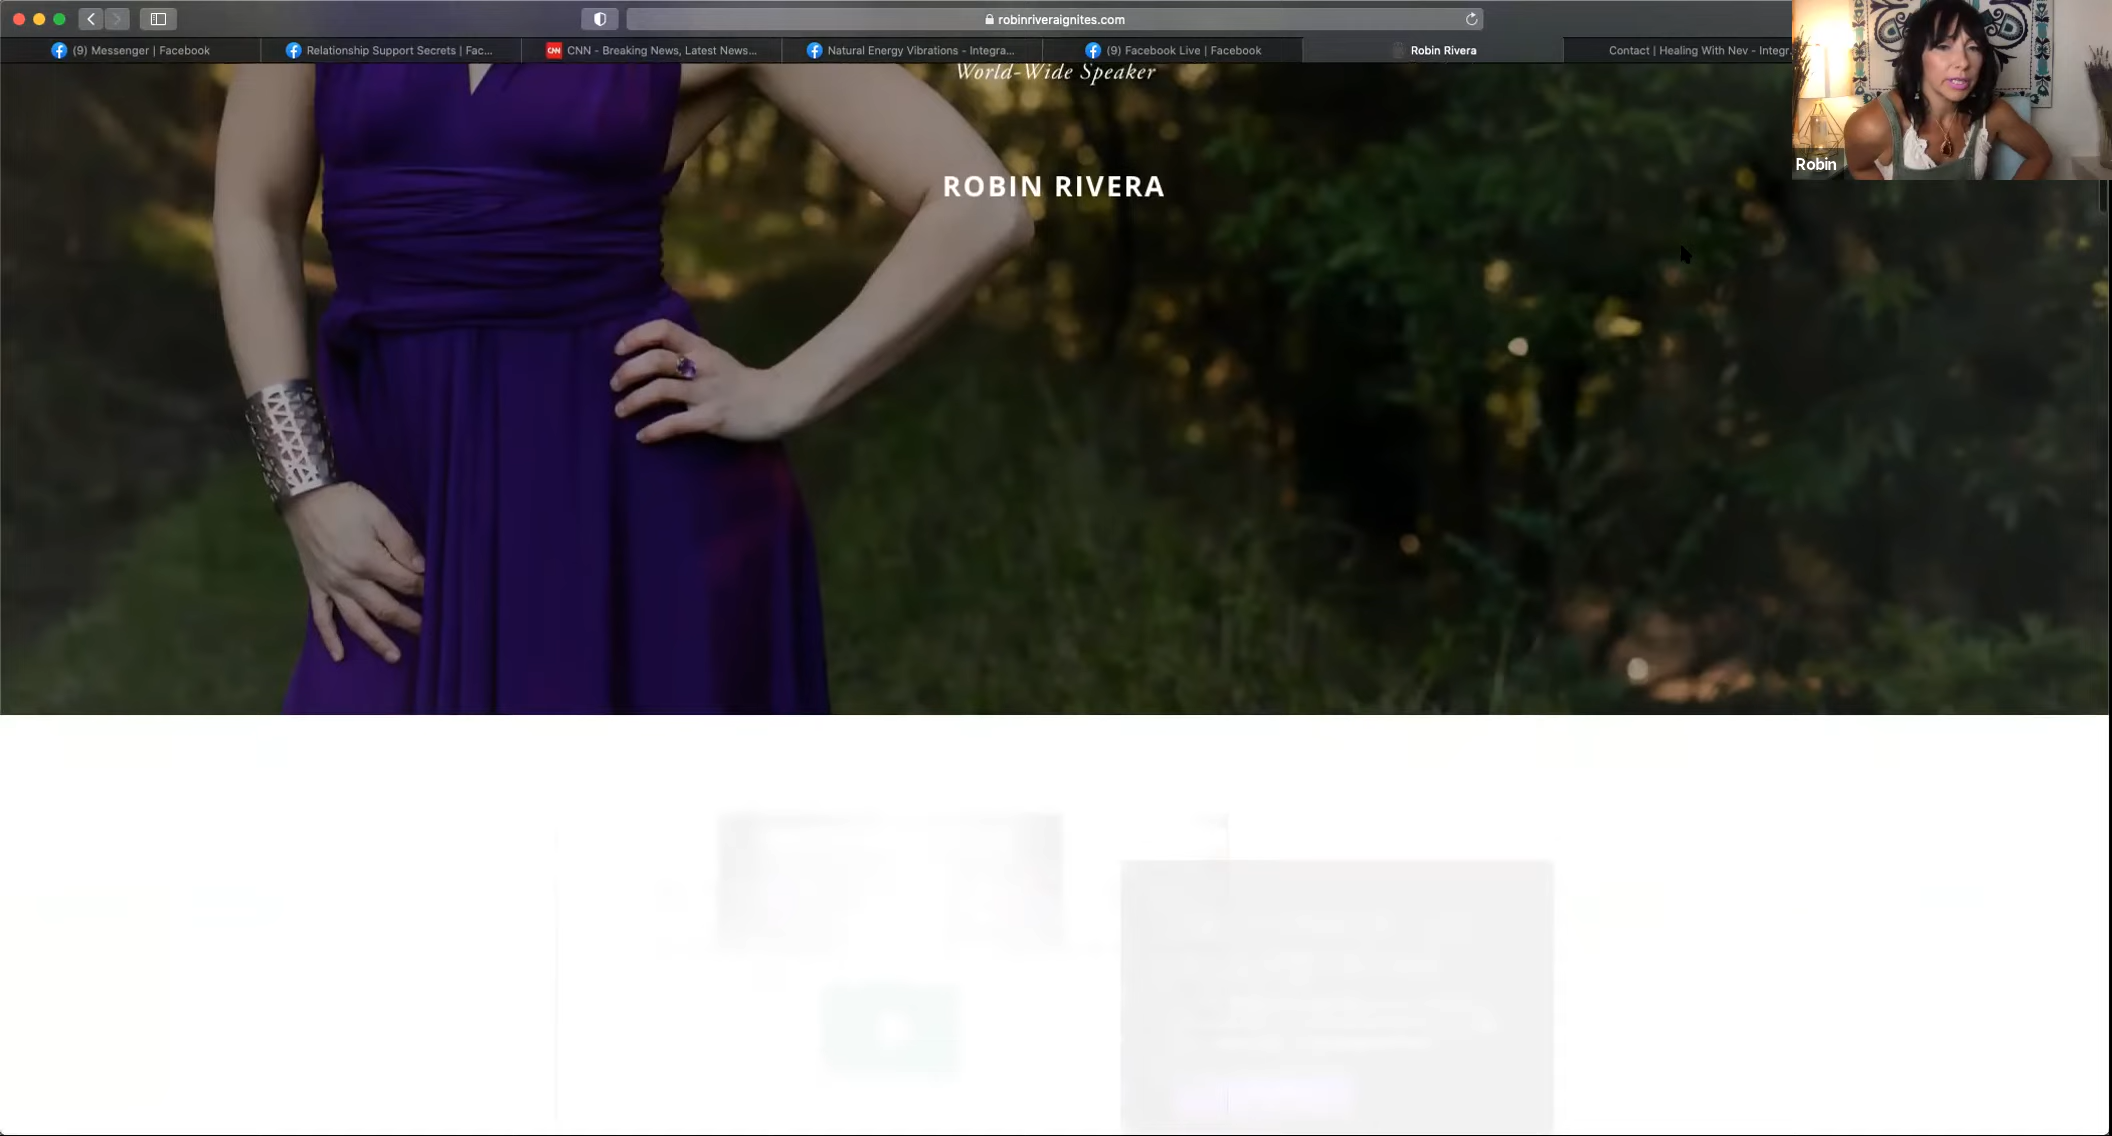 robinriveraignites.com
(9) Messenger | Facebook
Relationship Support Secrets | Fac...
CNN - Breaking News, Latest News...
Natural Energy Vibrations - Integra...
(9) Facebook Live | Facebook
Robin Rivera
Contact | Healing With Nev - Integr
World-Wide Speaker
Robin
ROBIN RIVERA